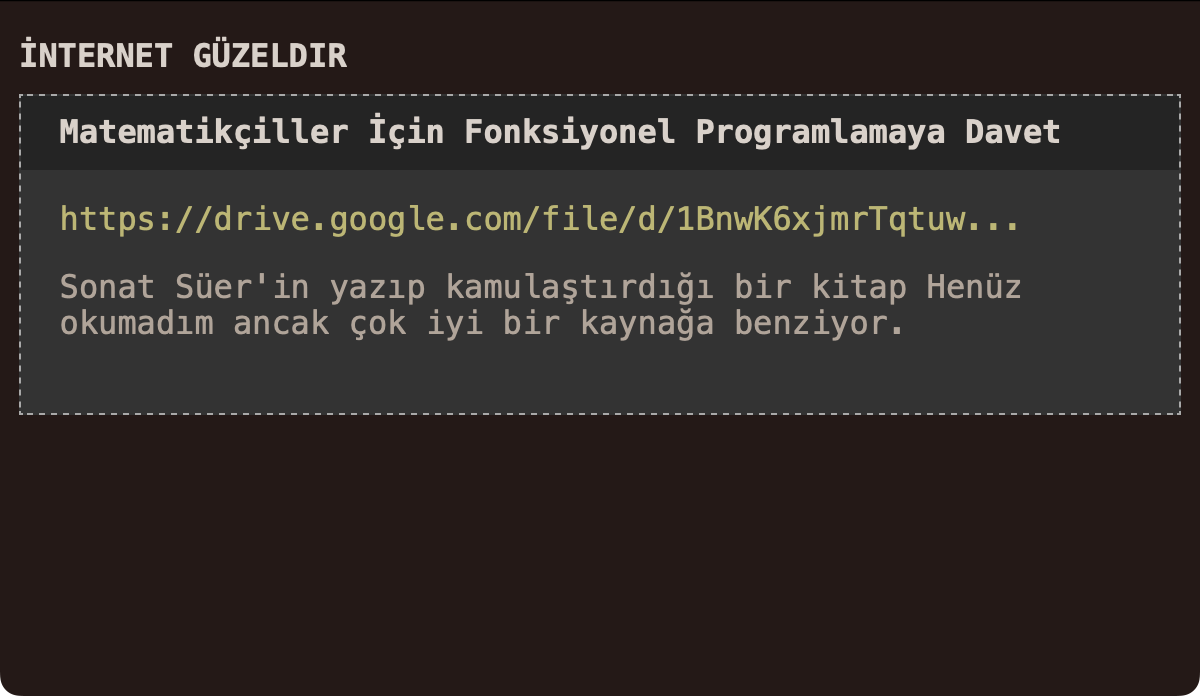 İNTERNET GÜZELDIR
Matematikçiller İçin Fonksiyonel Programlamaya Davet
https://drive.google.com/file/d/1BnwK6xjmrTqtuw...
Sonat Süer'in yazıp kamulaştırdığı bir kitap Henüz
okumadım ancak çok iyi bir kaynağa benziyor.